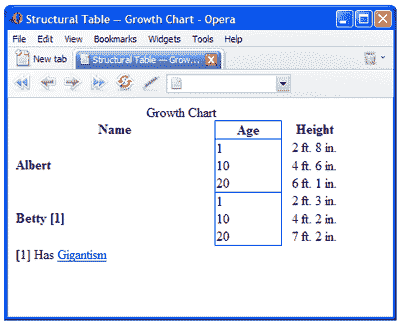 Structural Table -- Growth Chart - Opera
File Edit View Bookmarks Widgets Tools Help
New tab Structural Table -- Grow...
Growth Chart
Name Age Height
1 2 ft. 8 in.
Albert 10 4 ft. 6 in.
20 6 ft. 1 in.
1 2 ft. 3 in.
Betty [1] 10 4 ft. 2 in.
20 7 ft. 2 in.
[1] Has Gigantism